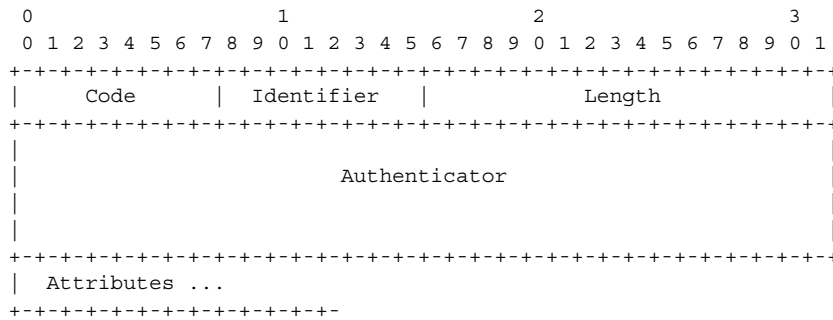 0                   1                   2                   3
 0 1 2 3 4 5 6 7 8 9 0 1 2 3 4 5 6 7 8 9 0 1 2 3 4 5 6 7 8 9 0 1
+-+-+-+-+-+-+-+-+-+-+-+-+-+-+-+-+-+-+-+-+-+-+-+-+-+-+-+-+-+-+-+-+
|     Code      |  Identifier   |            Length             |
+-+-+-+-+-+-+-+-+-+-+-+-+-+-+-+-+-+-+-+-+-+-+-+-+-+-+-+-+-+-+-+-+
|                                                               |
|                         Authenticator                         |
|                                                               |
|                                                               |
+-+-+-+-+-+-+-+-+-+-+-+-+-+-+-+-+-+-+-+-+-+-+-+-+-+-+-+-+-+-+-+-+
|  Attributes ...
+-+-+-+-+-+-+-+-+-+-+-+-+-